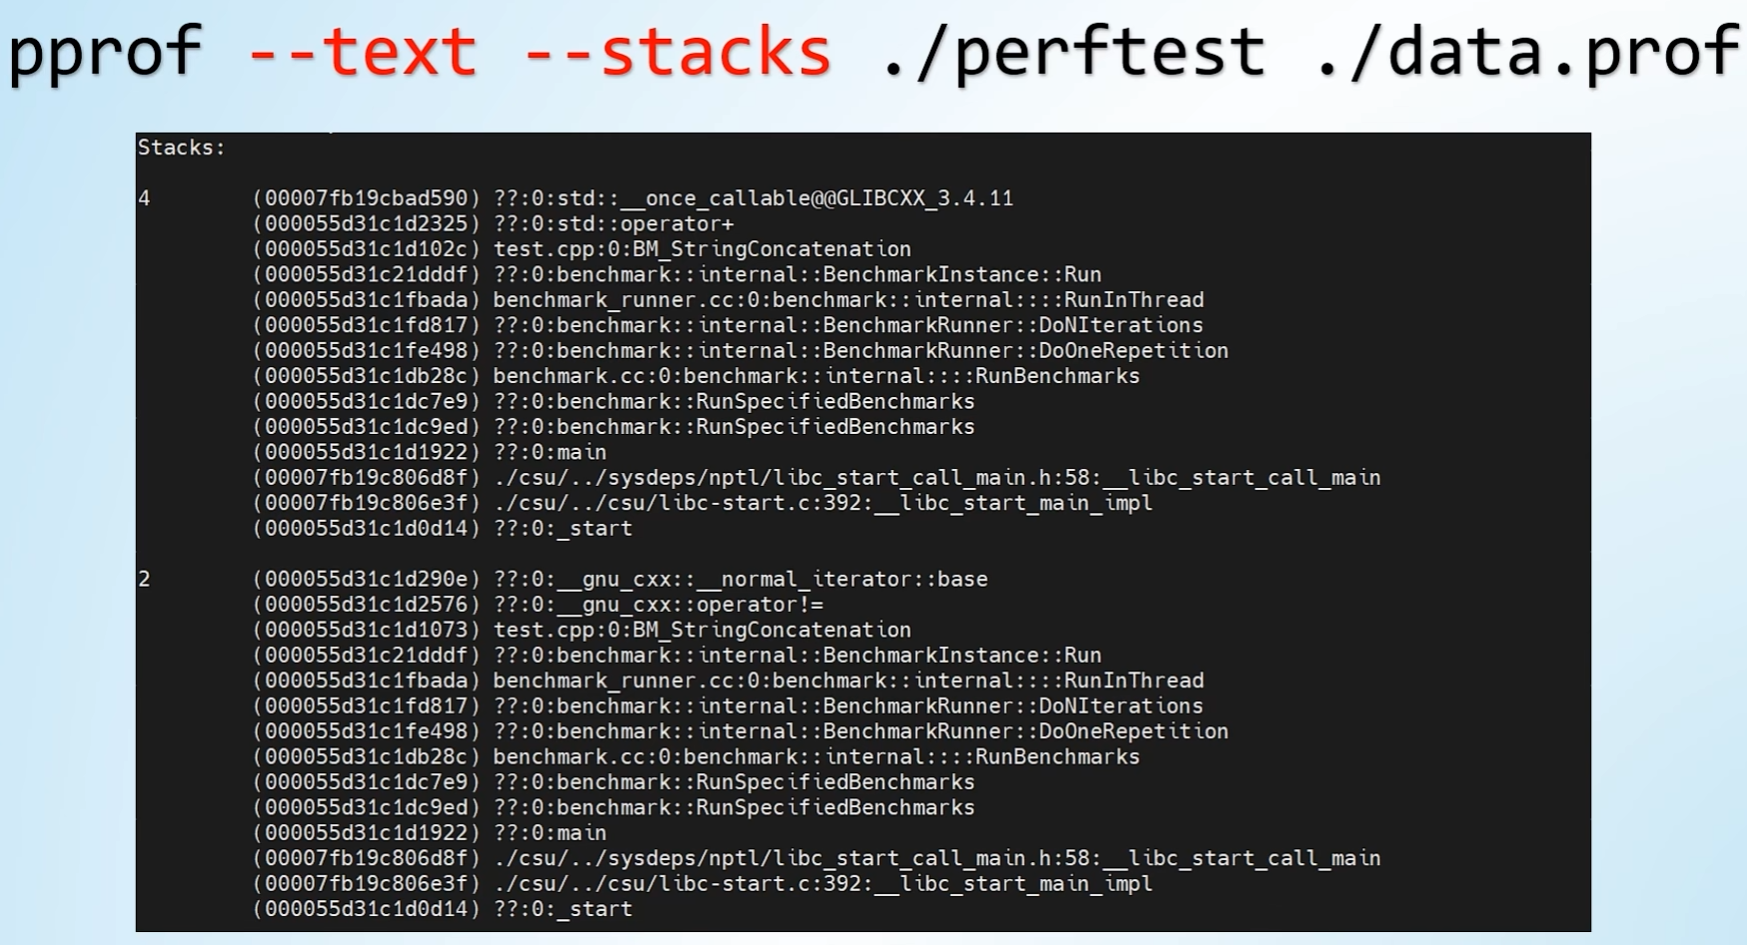 pprof --text --stacks ./perftest ./data.prof
Stacks:
4 (00007fb19cbad590) ??:0:std::__once_callable@@GLIBCXX_3.4.11
(000055d31c1d2325) ??:0:std::operator+
(000055d31c1d102c) test.cpp:0:BM_StringConcatenation
(000055d31c21dddf) ??:0:benchmark::internal::BenchmarkInstance::Run
(000055d31c1fbada) benchmark_runner.cc:0:benchmark::internal::::RunInThread
(000055d31c1fd817) ??:0:benchmark::internal::BenchmarkRunner::DoNIterations
(000055d31c1fe498) ??:0:benchmark::internal::BenchmarkRunner::DoOneRepetition
(000055d31c1db28c) benchmark.cc:0:benchmark::internal::::RunBenchmarks
(000055d31c1dc7e9) ??:0:benchmark::RunSpecifiedBenchmarks
(000055d31c1dc9ed) ??:0:benchmark::RunSpecifiedBenchmarks
(000055d31c1d1922) ??:0:main
(00007fb19c806d8f) ./csu/../sysdeps/nptl/libc_start_call_main.h:58:__libc_start_call_main
(00007fb19c806e3f) ./csu/../csu/libc-start.c:392:__libc_start_main_impl
(000055d31c1d0d14) ??:0:_start
2 (000055d31c1d290e) ??:0:__gnu_cxx::__normal_iterator::base
(000055d31c1d2576) ??:0:__gnu_cxx::operator!=
(000055d31c1d1073) test.cpp:0:BM_StringConcatenation
(000055d31c21dddf) ??:0:benchmark::internal::BenchmarkInstance::Run
(000055d31c1fbada) benchmark_runner.cc:0:benchmark::internal::::RunInThread
(000055d31c1fd817) ??:0:benchmark::internal::BenchmarkRunner::DoNIterations
(000055d31c1fe498) ??:0:benchmark::internal::BenchmarkRunner::DoOneRepetition
(000055d31c1db28c) benchmark.cc:0:benchmark::internal::::RunBenchmarks
(000055d31c1dc7e9) ??:0:benchmark::RunSpecifiedBenchmarks
(000055d31c1dc9ed) ??:0:benchmark::RunSpecifiedBenchmarks
(000055d31c1d1922) ??:0:main
(00007fb19c806d8f) ./csu/../sysdeps/nptl/libc_start_call_main.h:58:__libc_start_call_main
(00007fb19c806e3f) ./csu/../csu/libc-start.c:392:__libc_start_main_impl
(000055d31c1d0d14) ??:0:_start